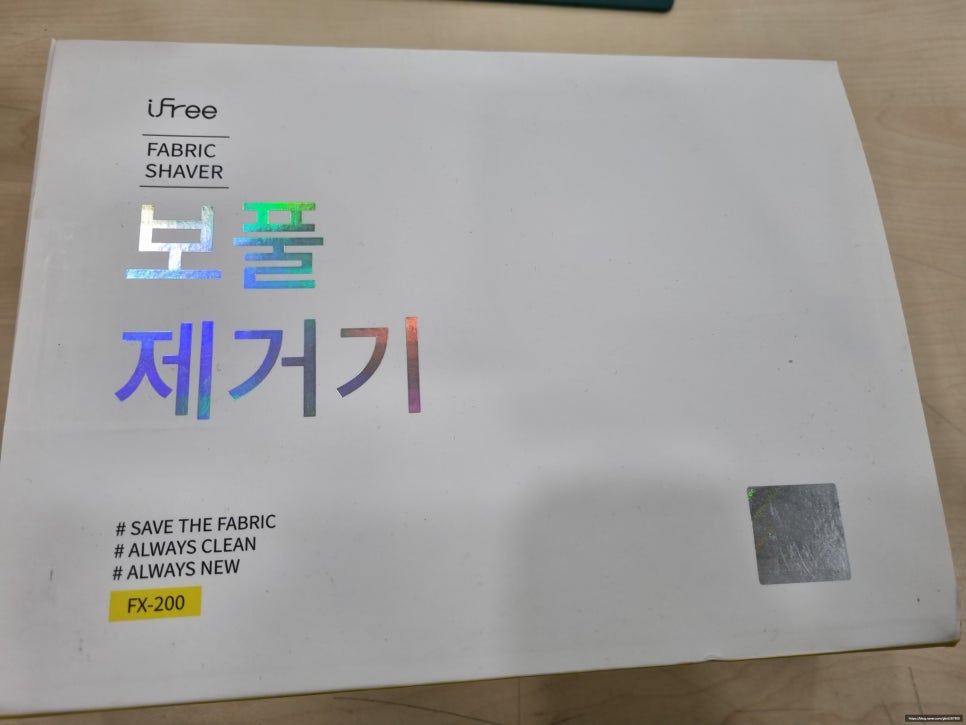 iFree
FABRIC
SHAVER
보풀
제거기
# SAVE THE FABRIC
# ALWAYS CLEAN
# ALWAYS NEW
FX-200